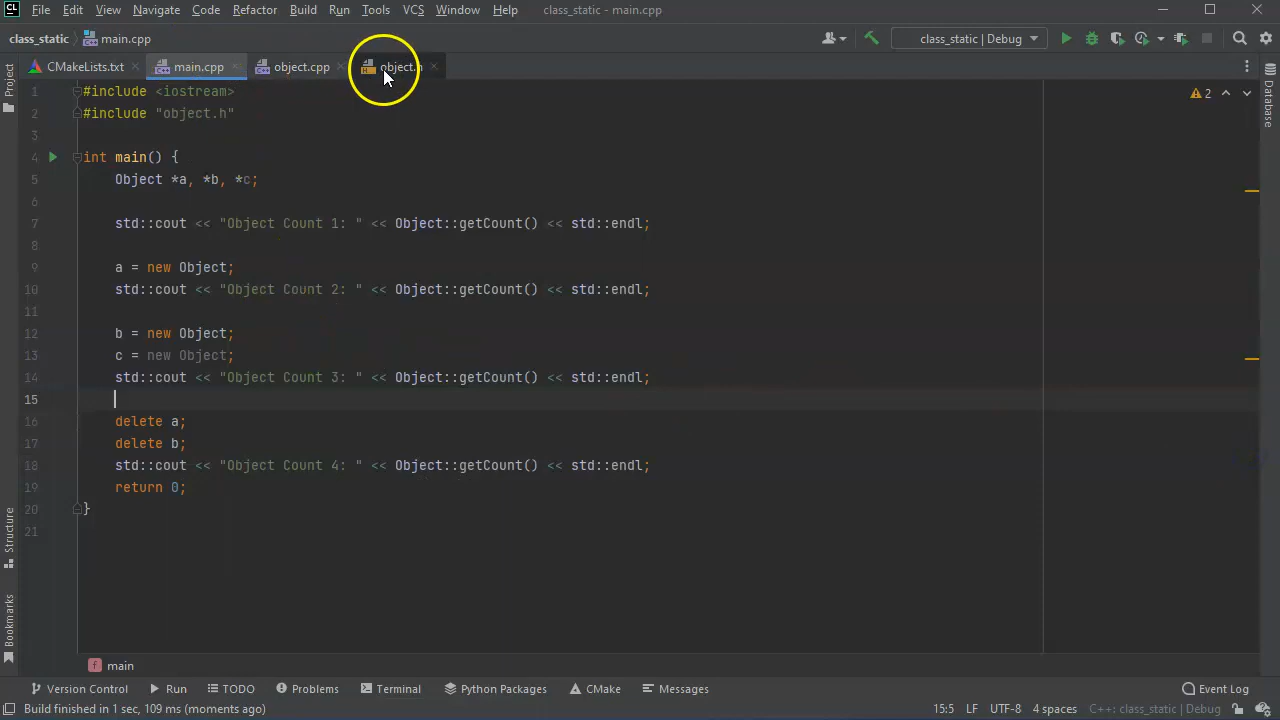 CL File Edit View Navigate Code Refactor Build Run Tools VCS Window Help class_static - main.cpp
class_static main.cpp class_static | Debug
CMakeLists.txt main.cpp object.cpp object.h
Project
Database
Structure
Bookmarks
2
1 #include <iostream>
2 #include "object.h"
3
4 int main() {
5 Object *a, *b, *c;
6
7 std::cout << "Object Count 1: " << Object::getCount() << std::endl;
8
9 a = new Object;
10 std::cout << "Object Count 2: " << Object::getCount() << std::endl;
11
12 b = new Object;
13 c = new Object;
14 std::cout << "Object Count 3: " << Object::getCount() << std::endl;
15
16 delete a;
17 delete b;
18 std::cout << "Object Count 4: " << Object::getCount() << std::endl;
19 return 0;
20 }
21
f main
Version Control Run TODO Problems Terminal Python Packages CMake Messages Event Log
Build finished in 1 sec, 109 ms (moments ago) 15:5 LF UTF-8 4 spaces C++: class_static | Debug